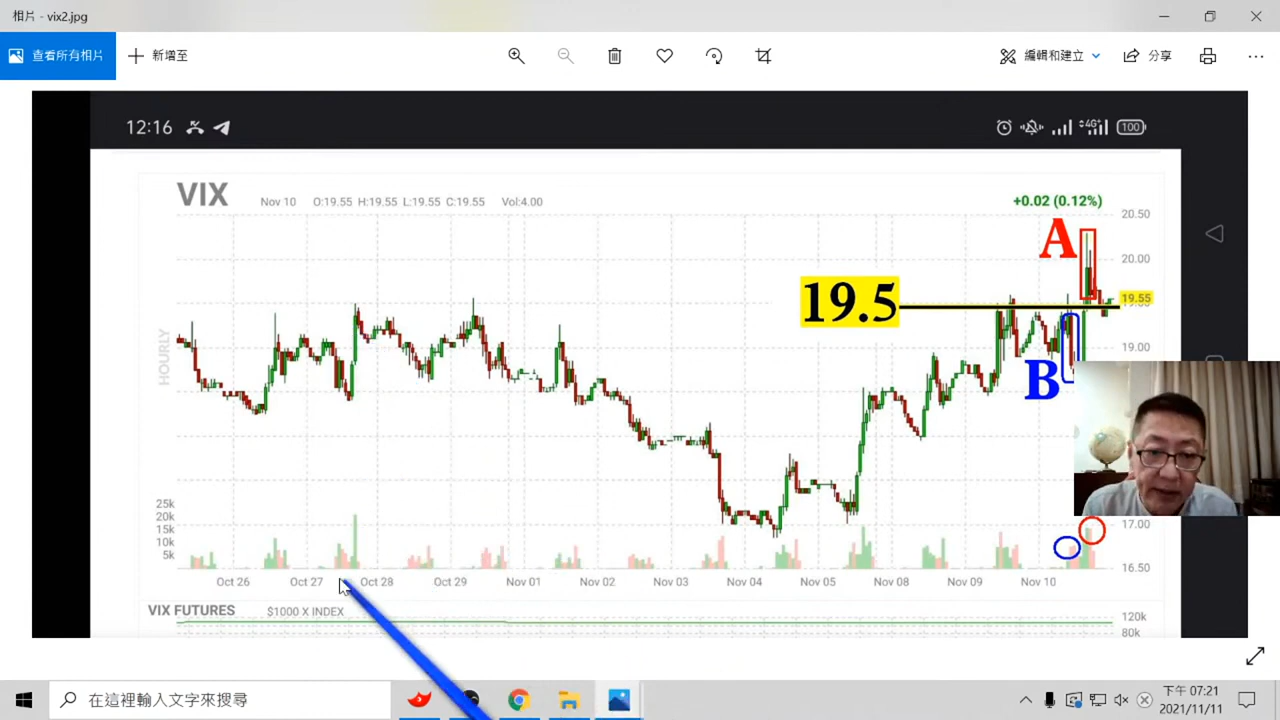 相片 - vix2.jpg
查看所有相片
新增至
編輯和建立
分享
12:16
4G
100
VIX
Nov 10 O:19.55 H:19.55 L:19.55 C:19.55 Vol:4.00
+0.02 (0.12%)
20.50
A
20.00
19.5
19.55
HOURLY
19.00
B
25k
20k
15k
10k
5k
17.00
16.50
Oct 26 Oct 27 Oct 28 Oct 29 Nov 01 Nov 02 Nov 03 Nov 04 Nov 05 Nov 08 Nov 09 Nov 10
VIX FUTURES $1000 X INDEX
120k
80k
在這裡輸入文字來搜尋
下午 07:21
2021/11/11